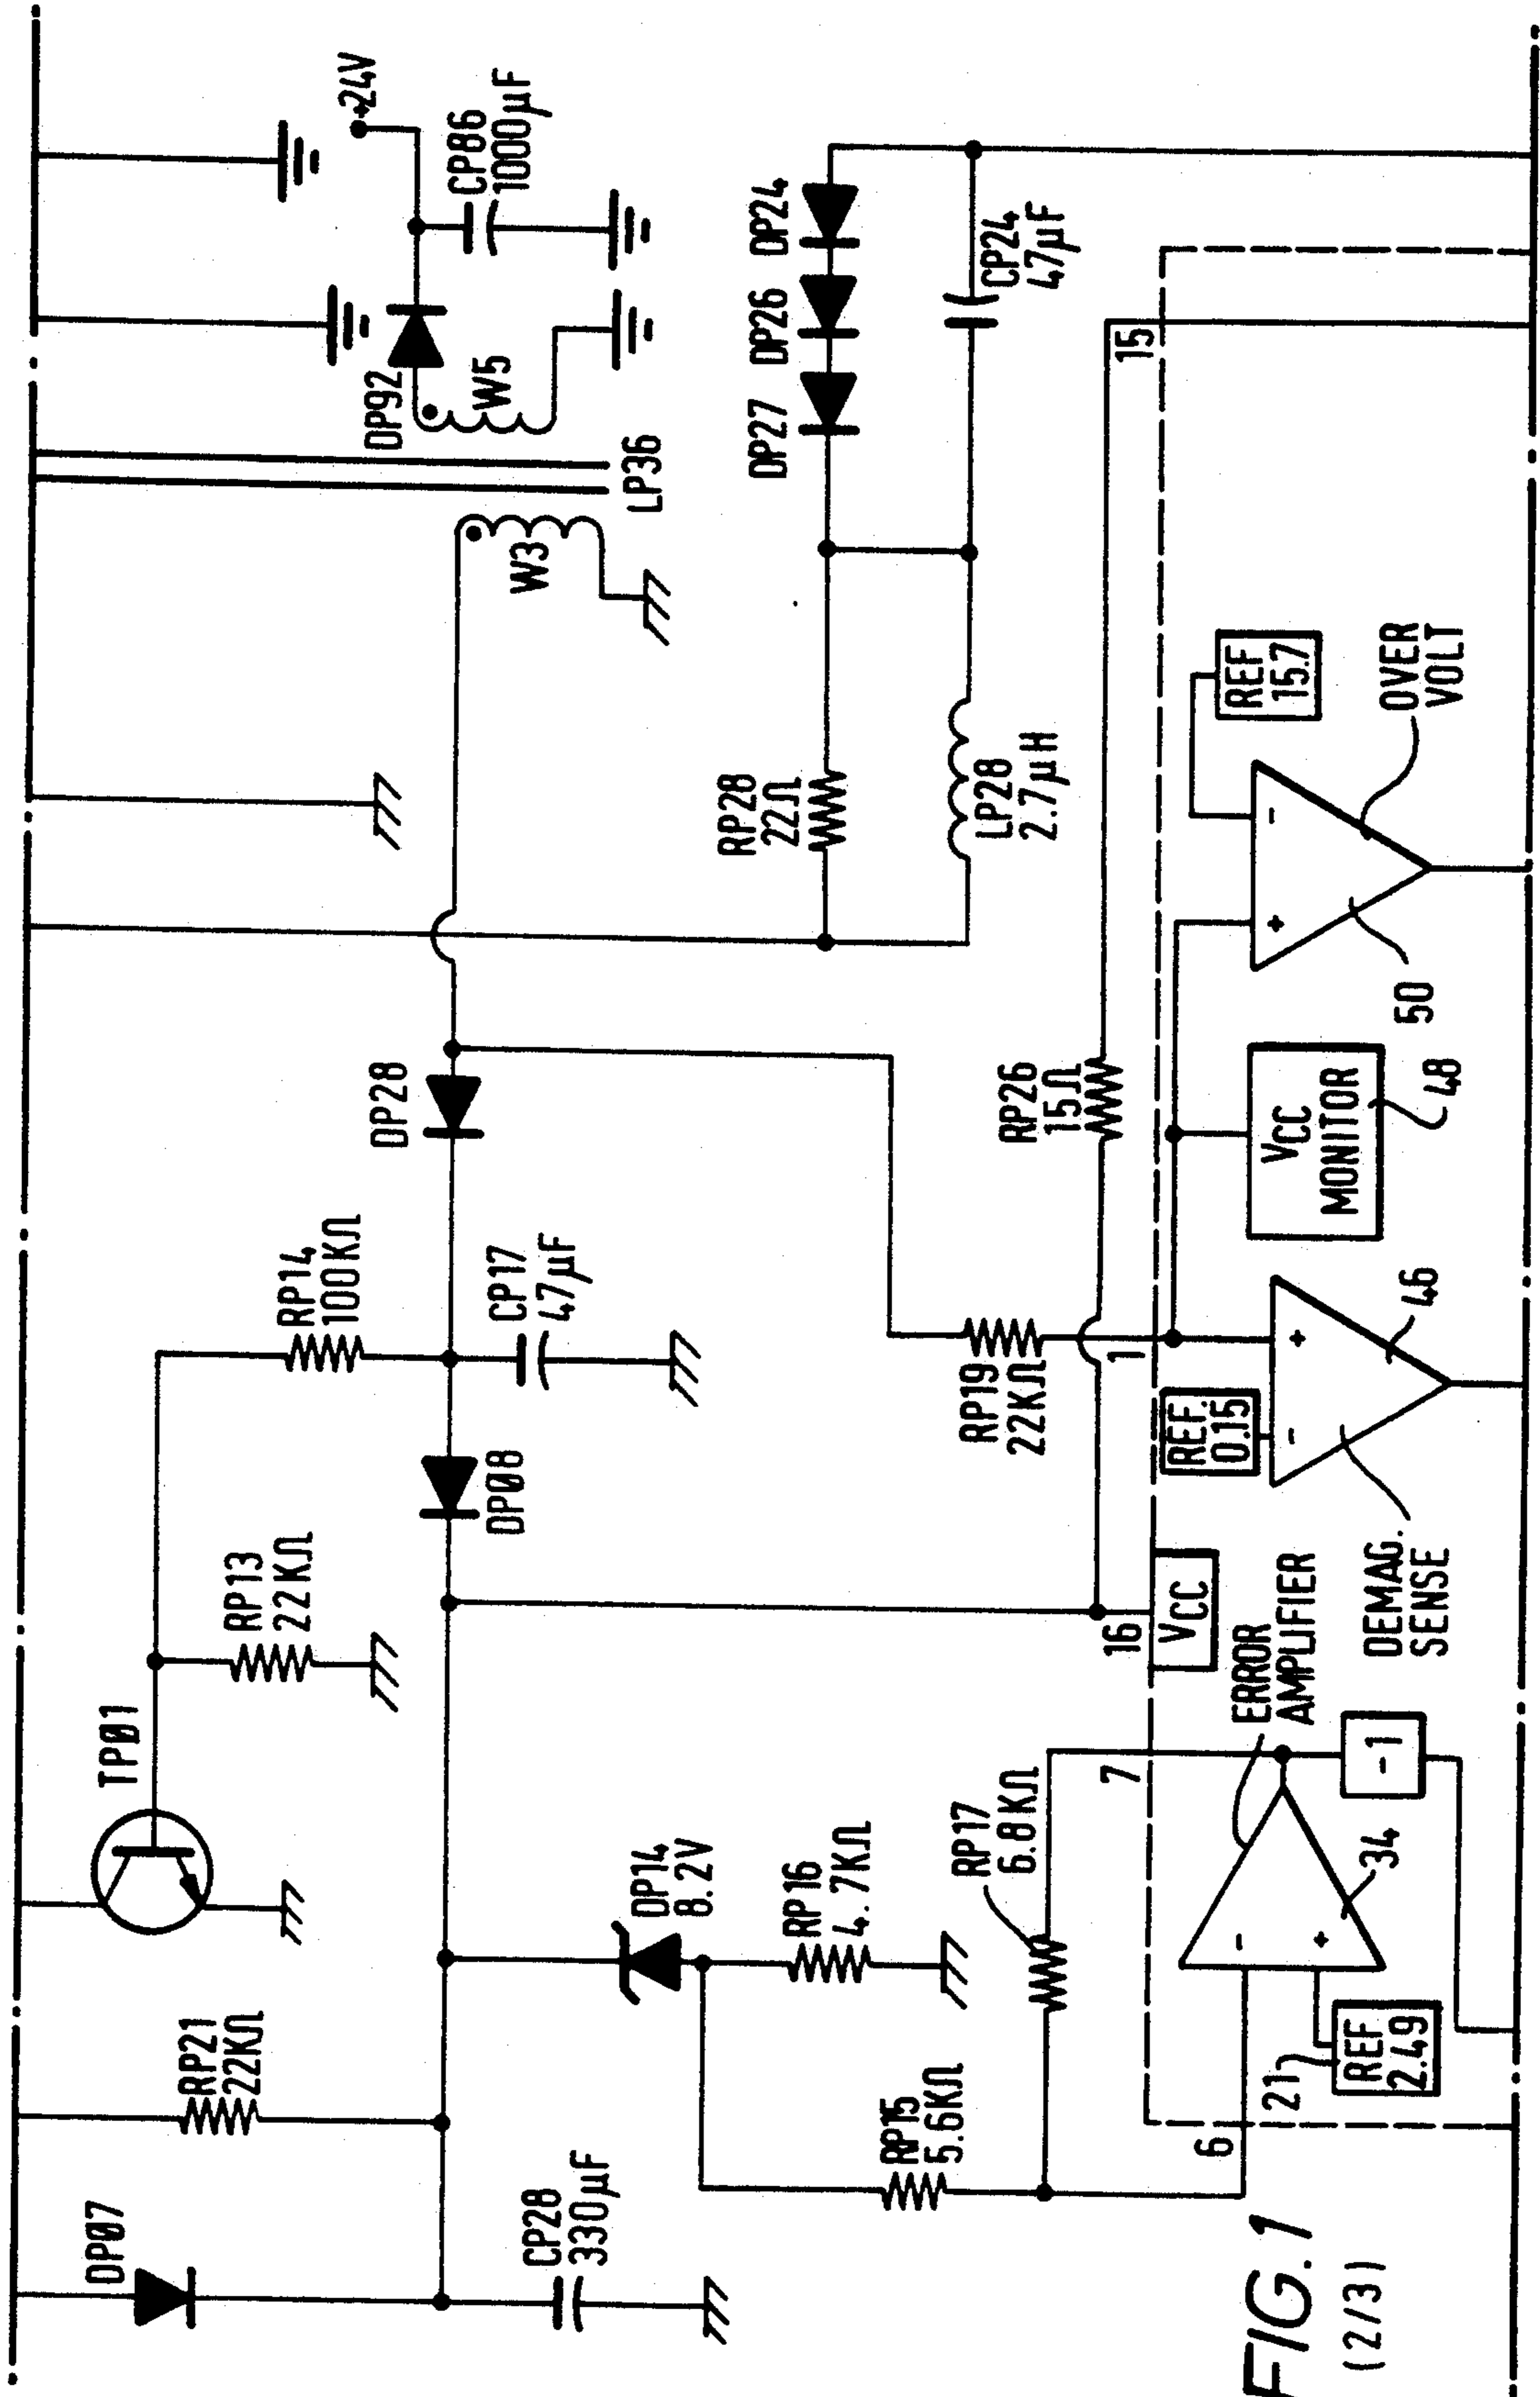 DP07
RP21
22KΩ
CP28
330µF
TP01
RP13
22KΩ
RP14
100KΩ
DP08
CP17
47µF
DP28
DP14
8.2V
RP16
4.7KΩ
RP15
5.6KΩ
RP17
6.8KΩ
RP19
22KΩ
RP26
15Ω
RP28
22Ω
LP28
2.7µH
W3
LP36
W5
DP92
+24V
CP86
1000µF
DP27
DP26
DP24
CP24
47µF
6
7
16
1
15
VCC
21
REF
2.49
-
+
34
ERROR
AMPLIFIER
-1
REF.
0.15
-
+
46
DEMAG.
SENSE
VCC
MONITOR
48
+
-
50
REF
15.7
OVER
VOLT
FIG. 1
(2/3)